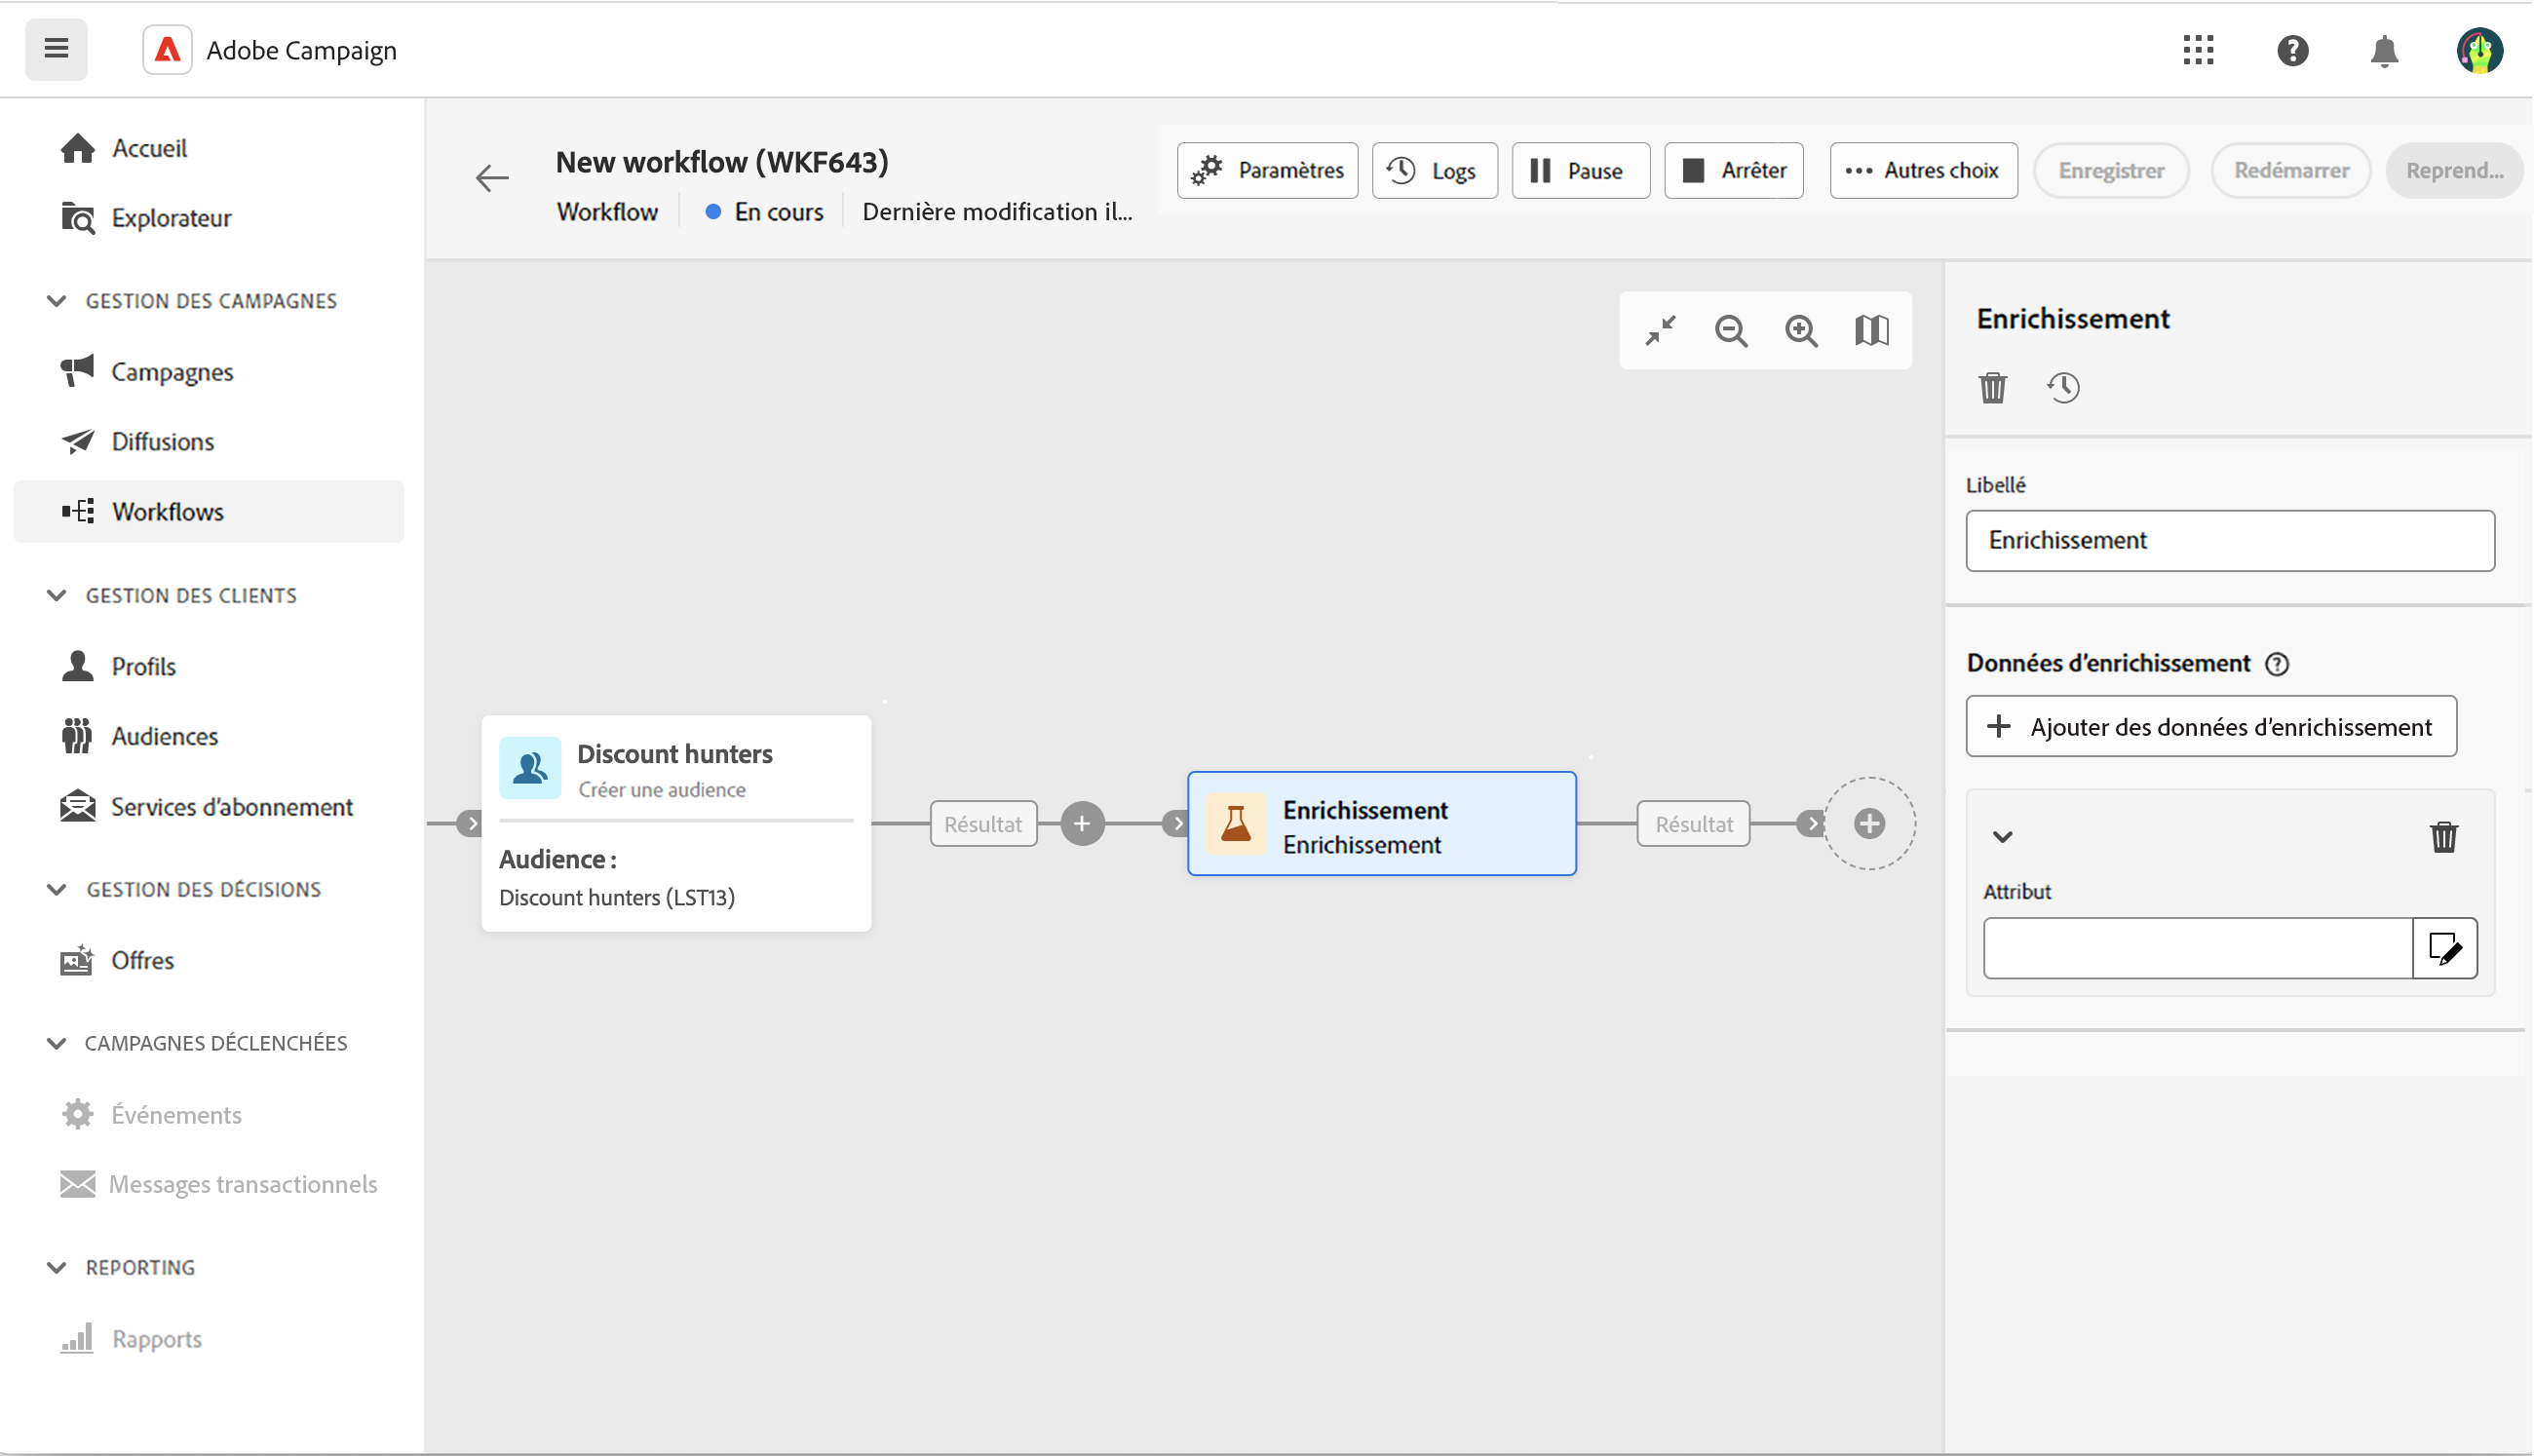 Adobe Campaign
Accueil
Explorateur
GESTION DES CAMPAGNES
Campagnes
Diffusions
Workflows
GESTION DES CLIENTS
Profils
Audiences
Services d’abonnement
GESTION DES DÉCISIONS
Offres
CAMPAGNES DÉCLENCHÉES
Événements
Messages transactionnels
REPORTING
Rapports
New workflow (WKF643)
Workflow
En cours
Dernière modification il...
Paramètres
Logs
Pause
Arrêter
Autres choix
Enregistrer
Redémarrer
Reprend...
Discount hunters
Créer une audience
Audience :
Discount hunters (LST13)
Résultat
Enrichissement
Enrichissement
Résultat
Enrichissement
Libellé
Enrichissement
Données d’enrichissement
Ajouter des données d’enrichissement
Attribut